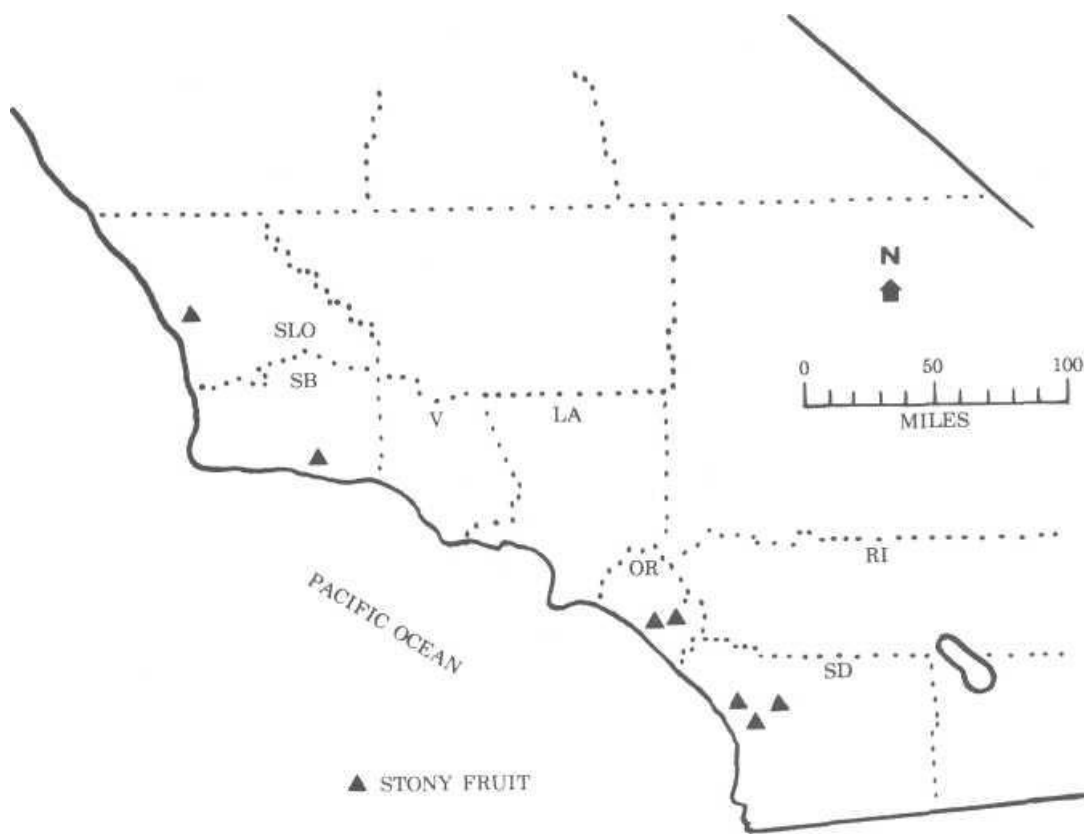 N
SLO
SB
0 50 100
MILES
V
LA
OR
RI
PACIFIC OCEAN
SD
STONY FRUIT